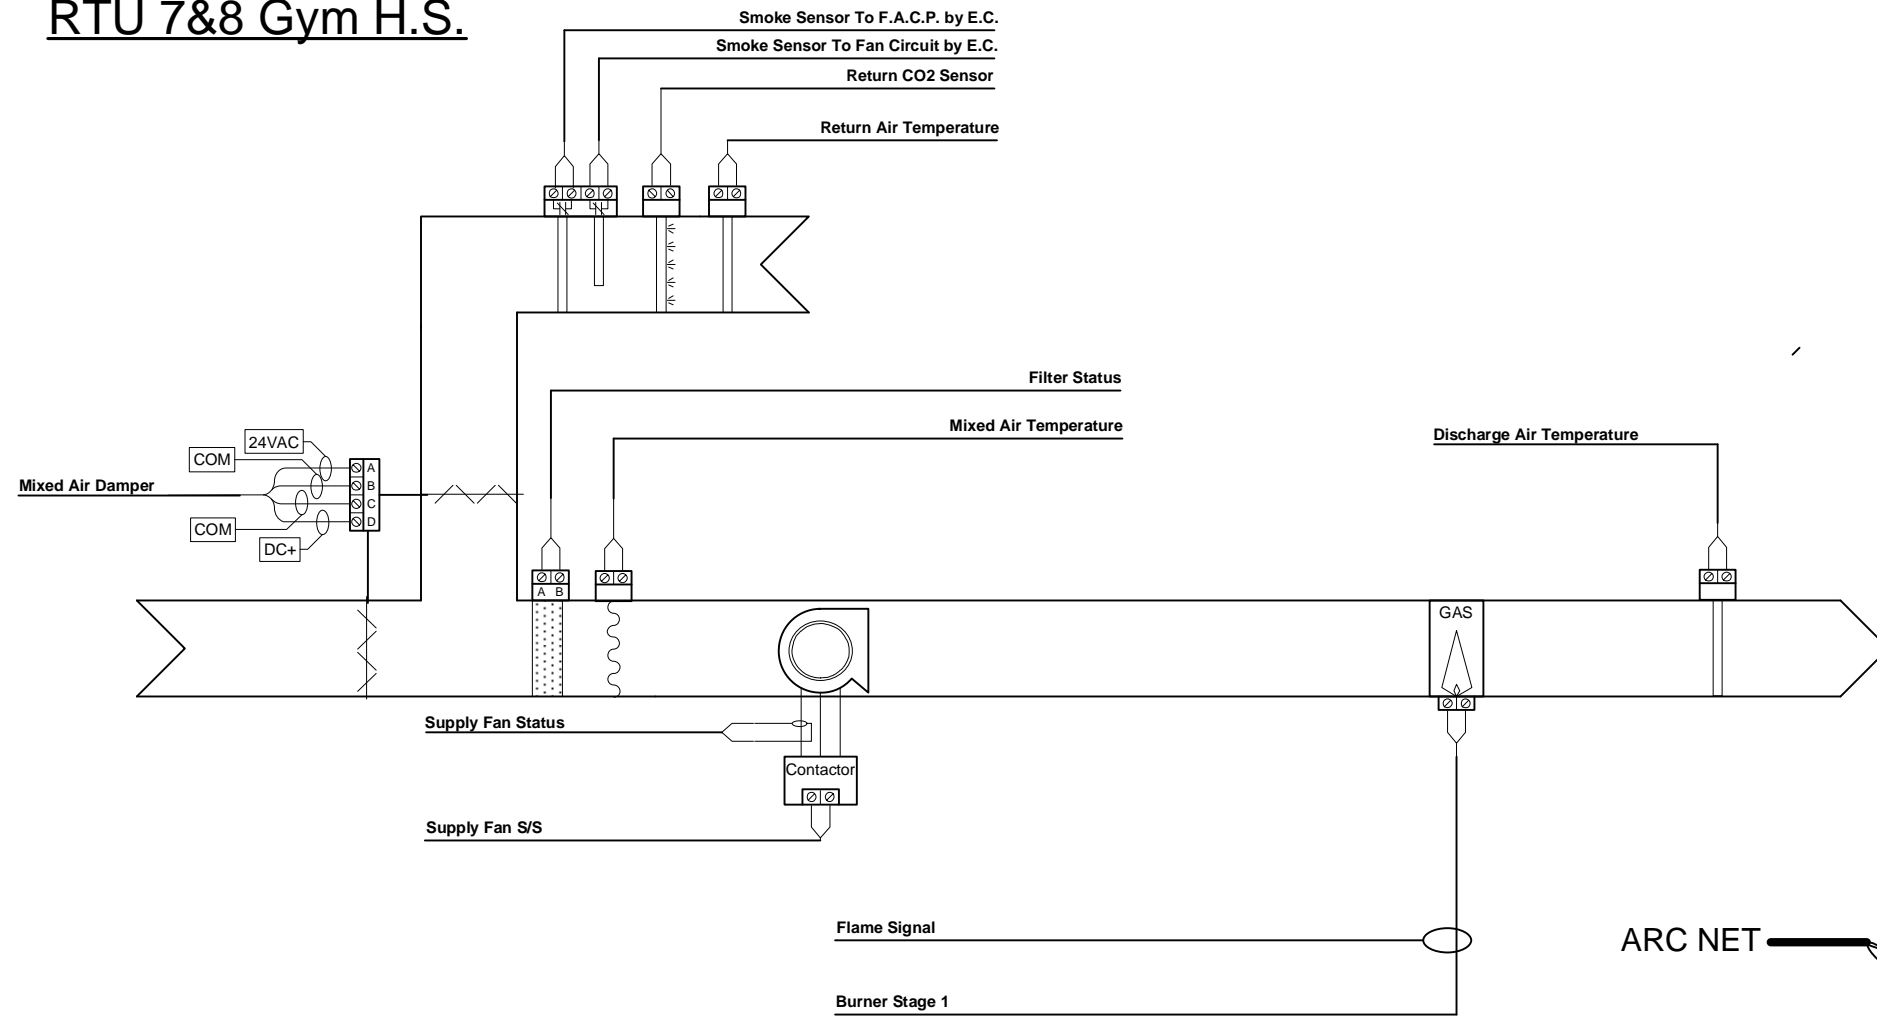 RTU 7&8 Gym H.S.
Smoke Sensor To F.A.C.P. by E.C.
Smoke Sensor To Fan Circuit by E.C.
Return CO2 Sensor
Return Air Temperature
Filter Status
Mixed Air Temperature
Discharge Air Temperature
24VAC
COM
Mixed Air Damper
A
B
C
D
COM
DC+
A B
GAS
Supply Fan Status
Contactor
Supply Fan S/S
Flame Signal
ARC NET
Burner Stage 1